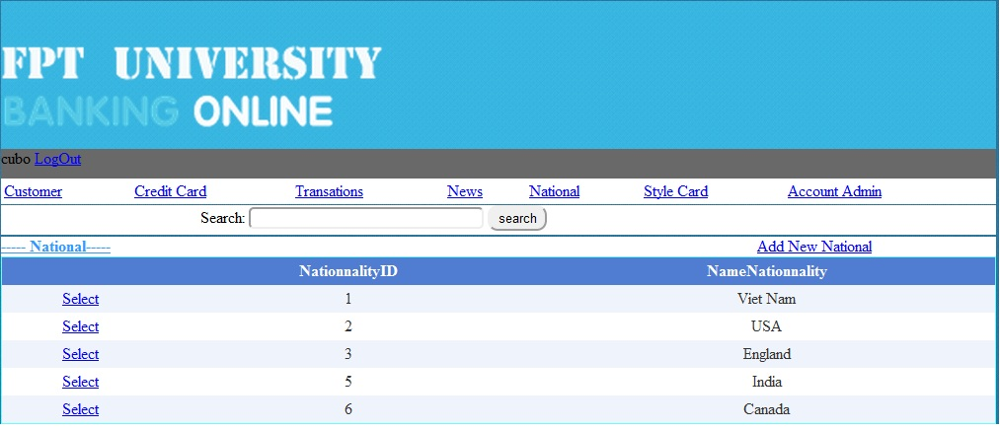 FPT UNIVERSITY
BANKING ONLINE
cubo LogOut
Customer Credit Card Transations News National Style Card Account Admin
Search: search
----- National----- Add New National
NationnalityID NameNationnality
Select 1 Viet Nam
Select 2 USA
Select 3 England
Select 5 India
Select 6 Canada